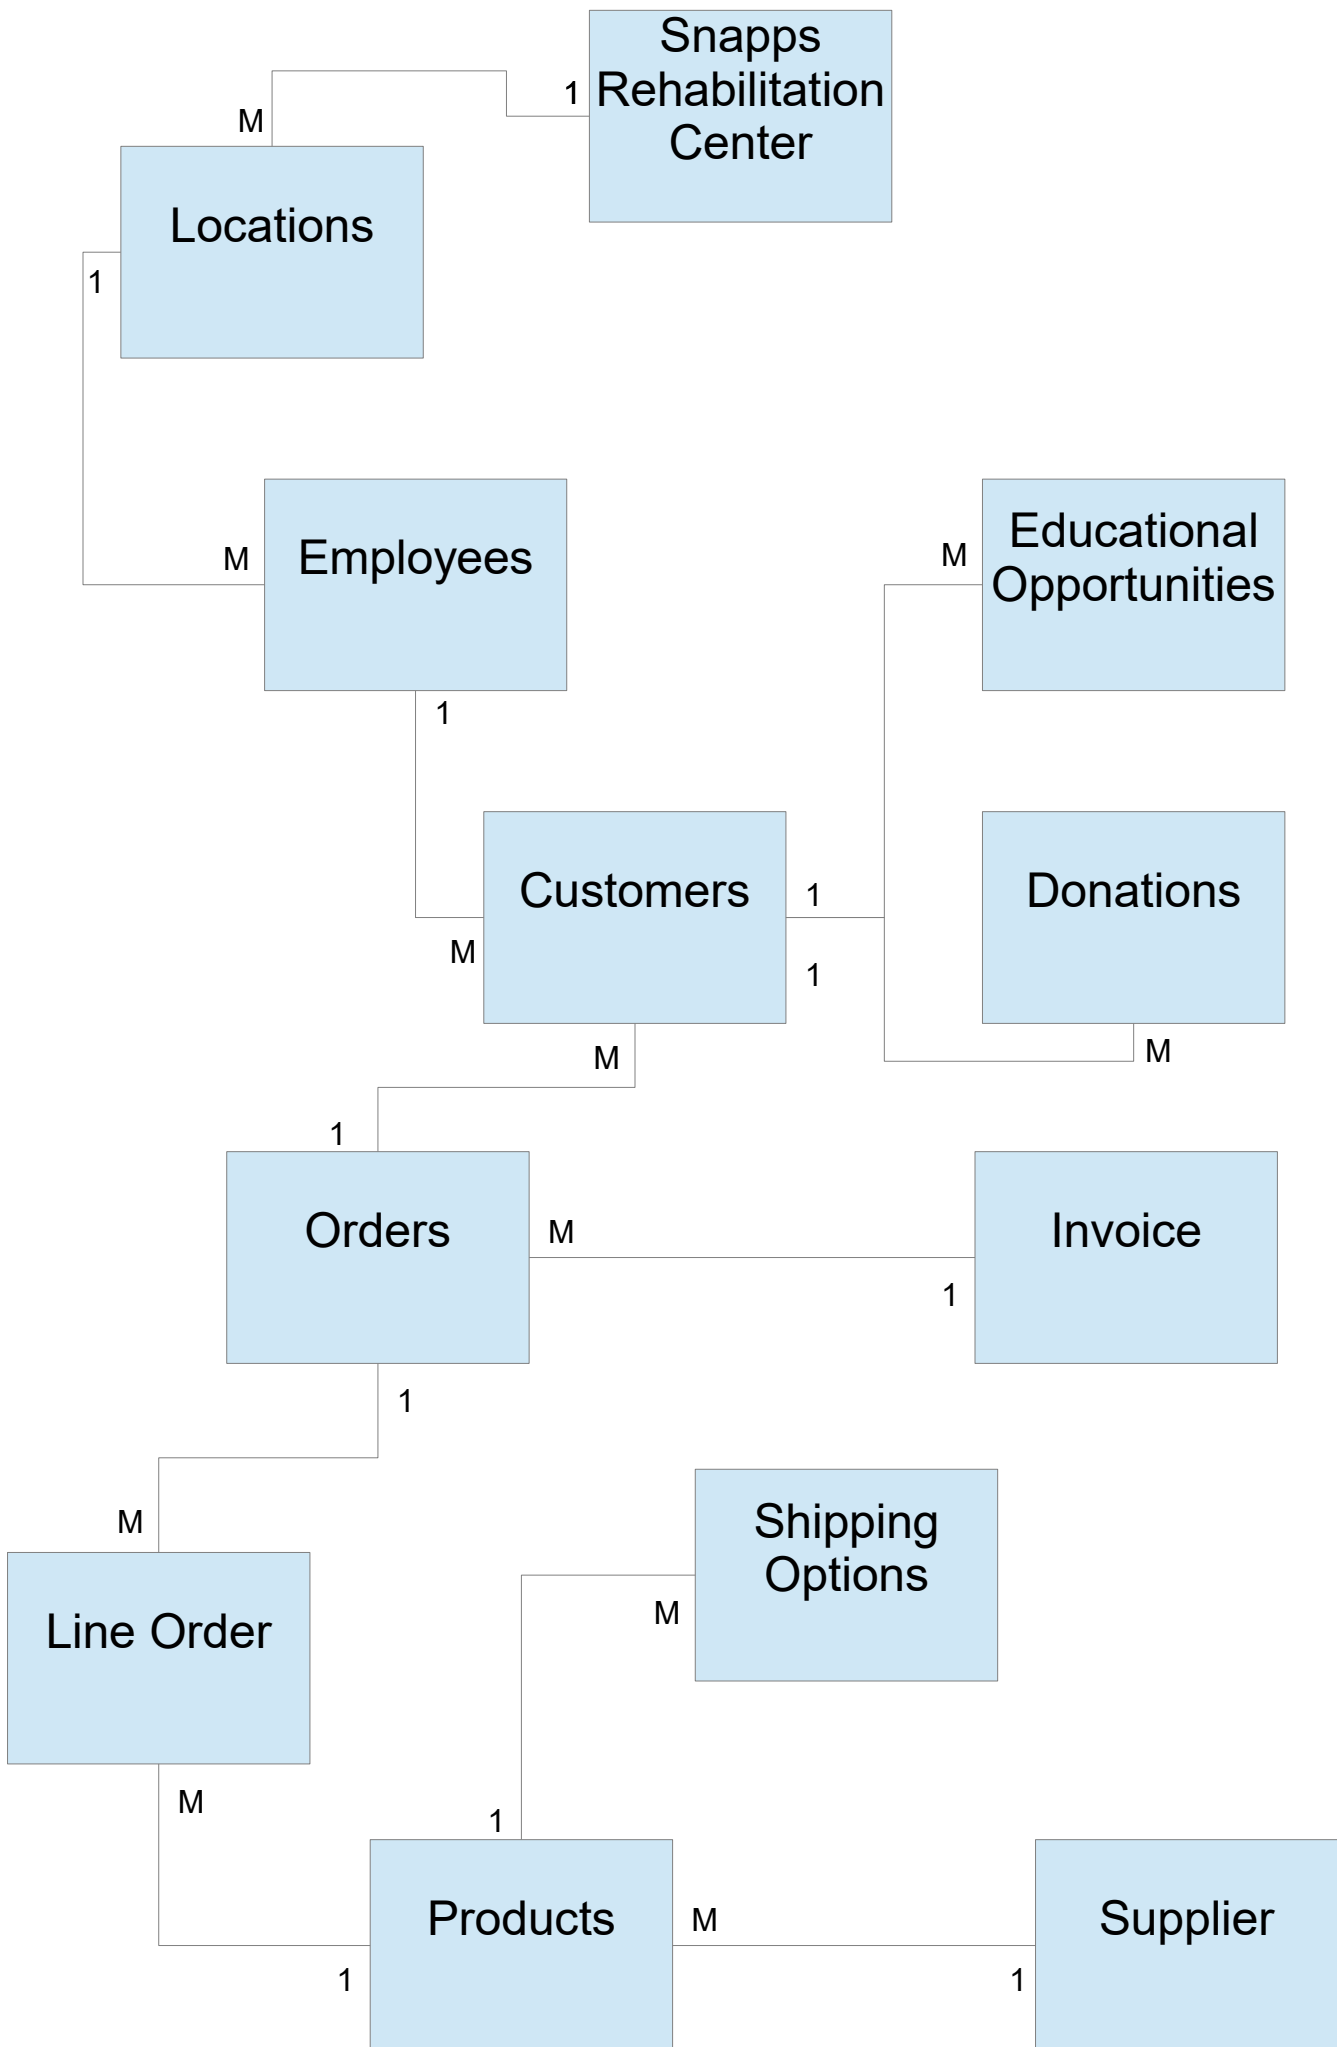 Snapps
Rehabilitation
Center
1
M
Locations
1
Employees
M
Educational
Opportunities
M
1
Customers
1
Donations
M
1
M
M
1
Orders
M
Invoice
1
1
M
Shipping
Options
M
Line Order
M
1
Products
M
Supplier
1
1